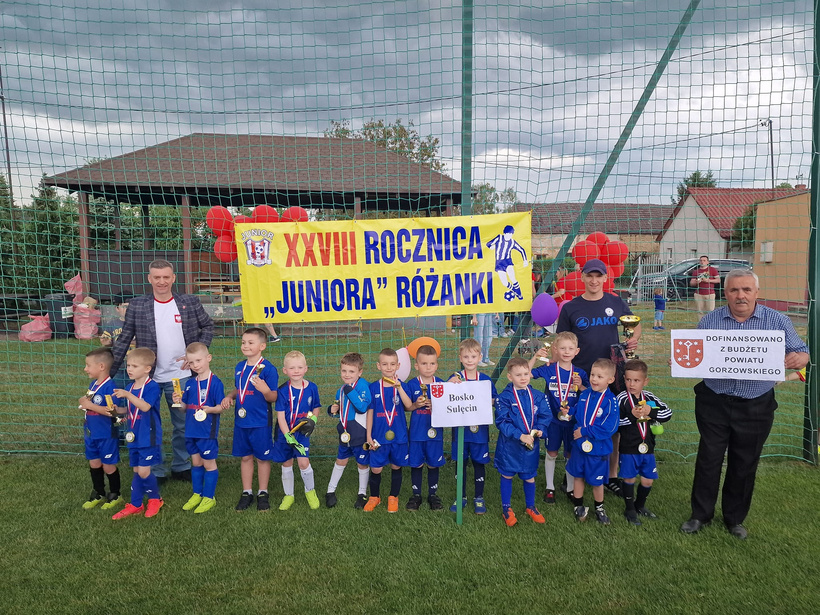 JUNIOR
XXVIII ROCZNICA
„JUNIORA” RÓŻANKI
JAKO
Bosko
Sulęcin
DOFINANSOWANO
Z BUDŻETU
POWIATU
GORZOWSKIEGO